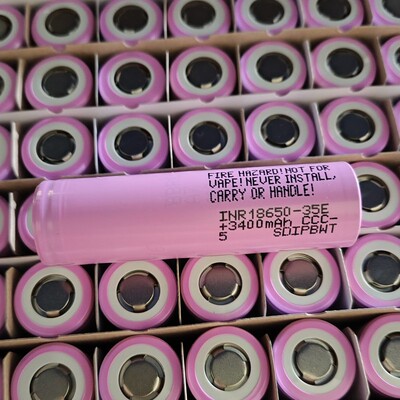 FIRE HAZARD! NOT FOR
VAPE! NEVER INSTALL,
CARRY OR HANDLE!
INR18650-35E
+3400mAh CCC-
5 SDIPBWT